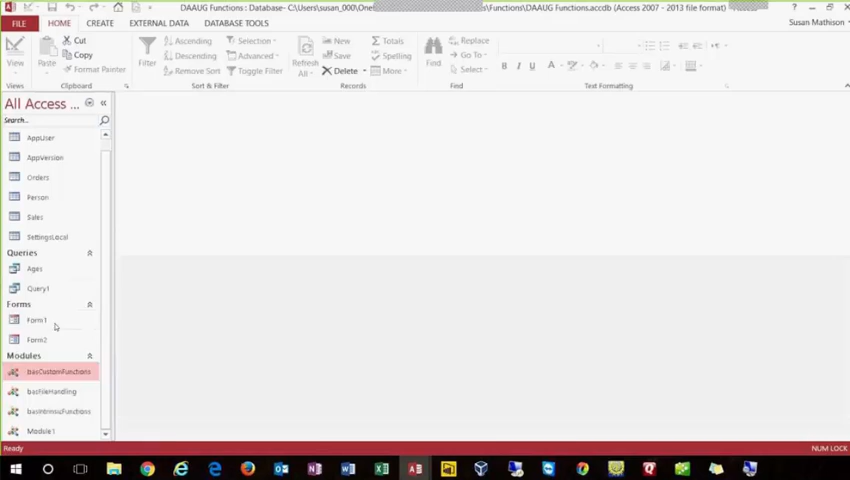 DAAUG Functions : Database- C:\Users\susan_000\One
Functions\DAAUG Functions.accdb (Access 2007 - 2013 file format)
FILE HOME CREATE EXTERNAL DATA DATABASE TOOLS
Susan Mathison
View
Paste
Cut
Copy
Format Painter
Clipboard
Filter
Ascending
Descending
Remove Sort
Selection
Advanced
Toggle Filter
Sort & Filter
Refresh
All
New
Save
Delete
Totals
Spelling
More
Records
Find
Replace
Go To
Select
Find
B I U
A
Text Formatting
All Access ...
Search...
AppUser
AppVersion
Orders
Person
Sales
SettingsLocal
Queries
Ages
Query1
Forms
Form1
Form2
Modules
basCustomFunctions
basFileHandling
basIntrinsicFunctions
Module1
Ready
NUM LOCK